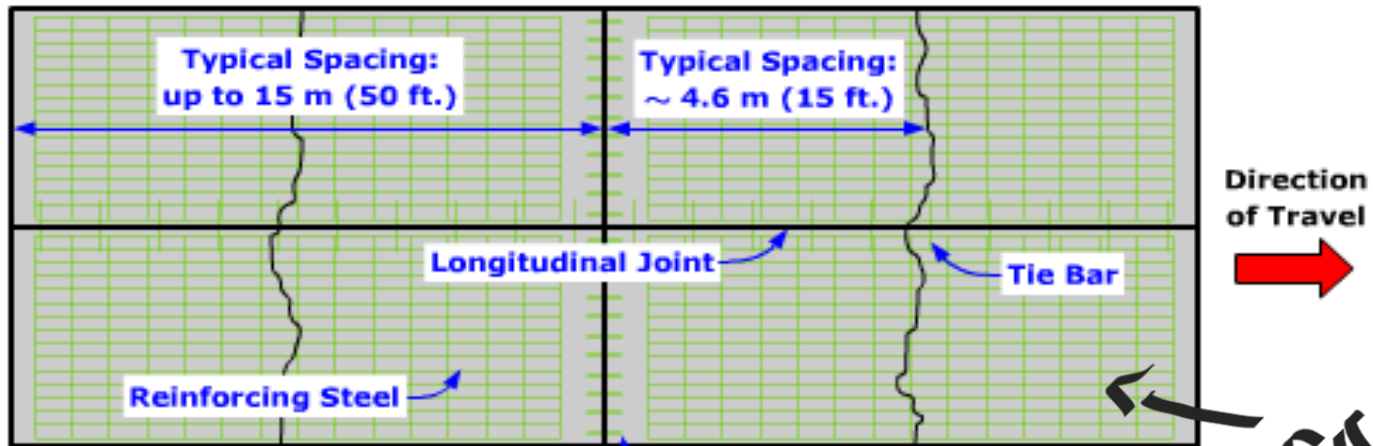 Typical Spacing:
up to 15 m (50 ft.)
Typical Spacing:
~ 4.6 m (15 ft.)
Direction
of Travel
Longitudinal Joint
Tie Bar
Reinforcing Steel